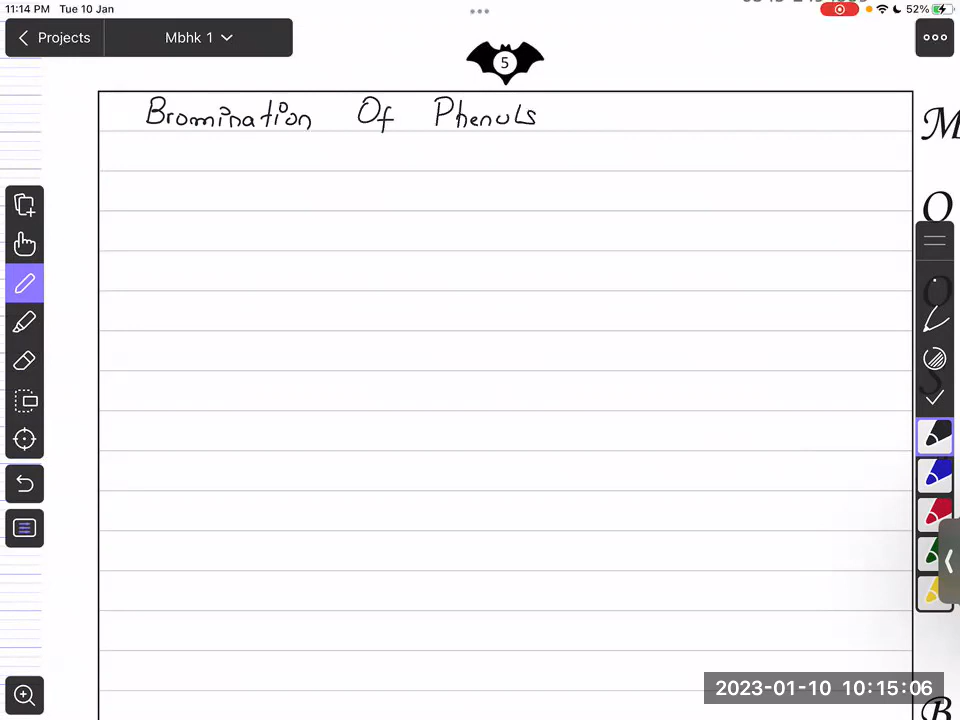 11:14 PM Tue 10 Jan
52%
Projects
Mbhk 1
5
Bromination Of Phenols
M
O
B
2023-01-10 10:15:06